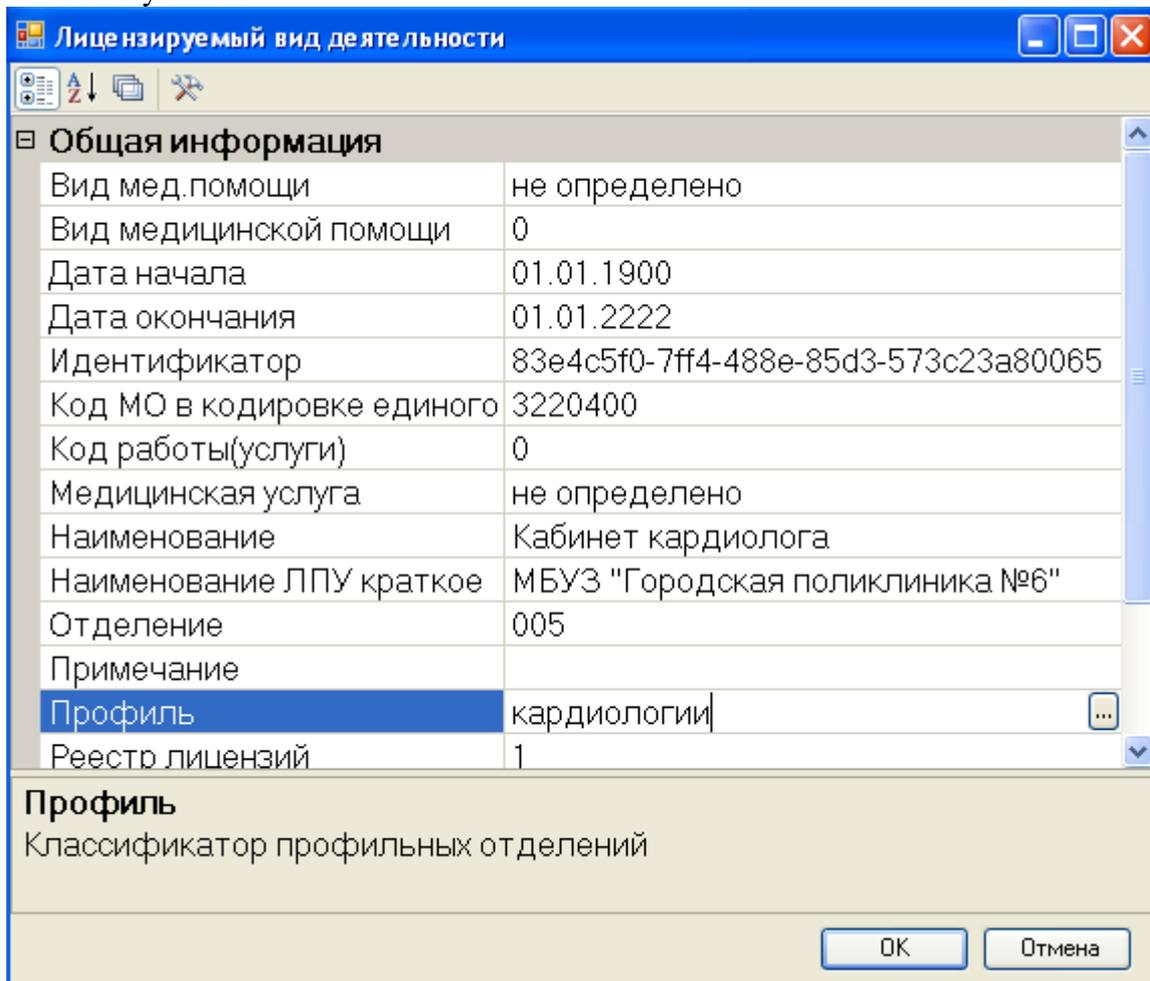 Лицензируемый вид деятельности
Общая информация
Вид мед.помощи не определено
Вид медицинской помощи 0
Дата начала 01.01.1900
Дата окончания 01.01.2222
Идентификатор 83e4c5f0-7ff4-488e-85d3-573c23a80065
Код МО в кодировке единого 3220400
Код работы(услуги) 0
Медицинская услуга не определено
Наименование Кабинет кардиолога
Наименование ЛПУ краткое МБУЗ "Городская поликлиника №6"
Отделение 005
Примечание
Профиль кардиологии ...
Реестр лицензий 1
Профиль
Классификатор профильных отделений
OK Отмена